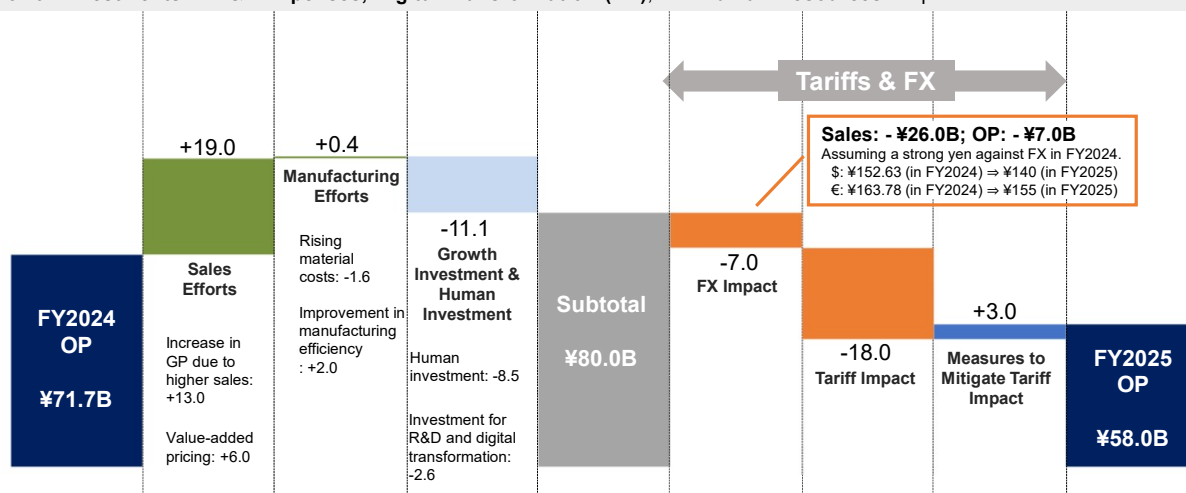 Tariffs & FX
Sales: - ¥26.0B; OP: - ¥7.0B
Assuming a strong yen against FX in FY2024.
$: ¥152.63 (in FY2024) ⇒ ¥140 (in FY2025)
€: ¥163.78 (in FY2024) ⇒ ¥155 (in FY2025)
FY2024
OP
¥71.7B
+19.0
Sales
Efforts
Increase in
GP due to
higher sales:
+13.0
Value-added
pricing: +6.0
+0.4
Manufacturing
Efforts
Rising
material
costs: -1.6
Improvement in
manufacturing
efficiency
: +2.0
-11.1
Growth
Investment &
Human
Investment
Human
investment: -8.5
Investment for
R&D and digital
transformation:
-2.6
Subtotal
¥80.0B
-7.0
FX Impact
-18.0
Tariff Impact
+3.0
Measures to
Mitigate Tariff
Impact
FY2025
OP
¥58.0B